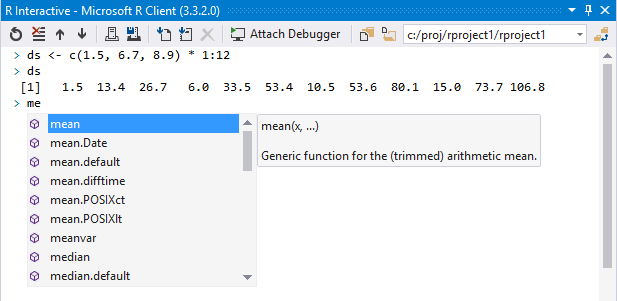 R Interactive - Microsoft R Client (3.3.2.0)
Attach Debugger c:/proj/rproject1/rproject1
> ds <- c(1.5, 6.7, 8.9) * 1:12
> ds
[1] 1.5 13.4 26.7 6.0 33.5 53.4 10.5 53.6 80.1 15.0 73.7 106.8
> me
mean
mean.Date
mean.default
mean.difftime
mean.POSIXct
mean.POSIXlt
meanvar
median
median.default
mean(x, ...)
Generic function for the (trimmed) arithmetic mean.